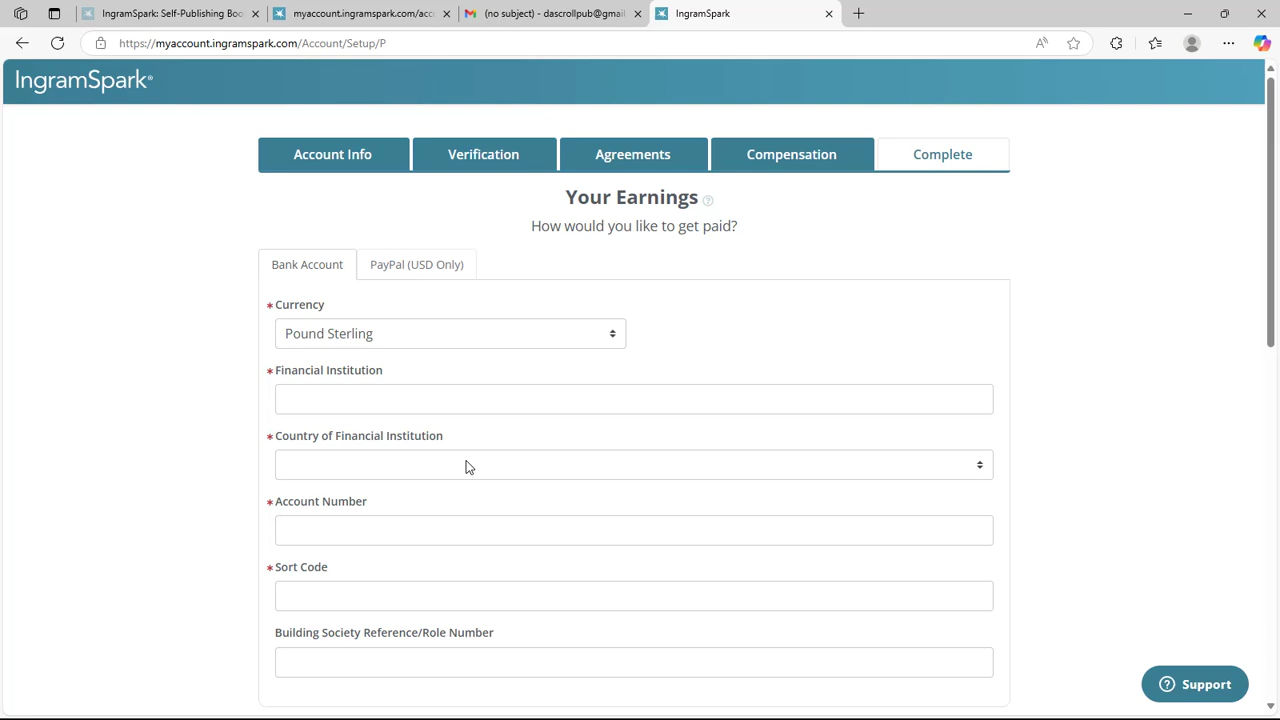 IngramSpark: Self-Publishing Boo
myaccount.ingramspark.com/acc
(no subject) - dascrollpub@gmail
IngramSpark
https://myaccount.ingramspark.com/Account/Setup/P
IngramSpark®
Account Info
Verification
Agreements
Compensation
Complete
Your Earnings ?
How would you like to get paid?
Bank Account
PayPal (USD Only)
* Currency
Pound Sterling
* Financial Institution
* Country of Financial Institution
* Account Number
* Sort Code
Building Society Reference/Role Number
? Support